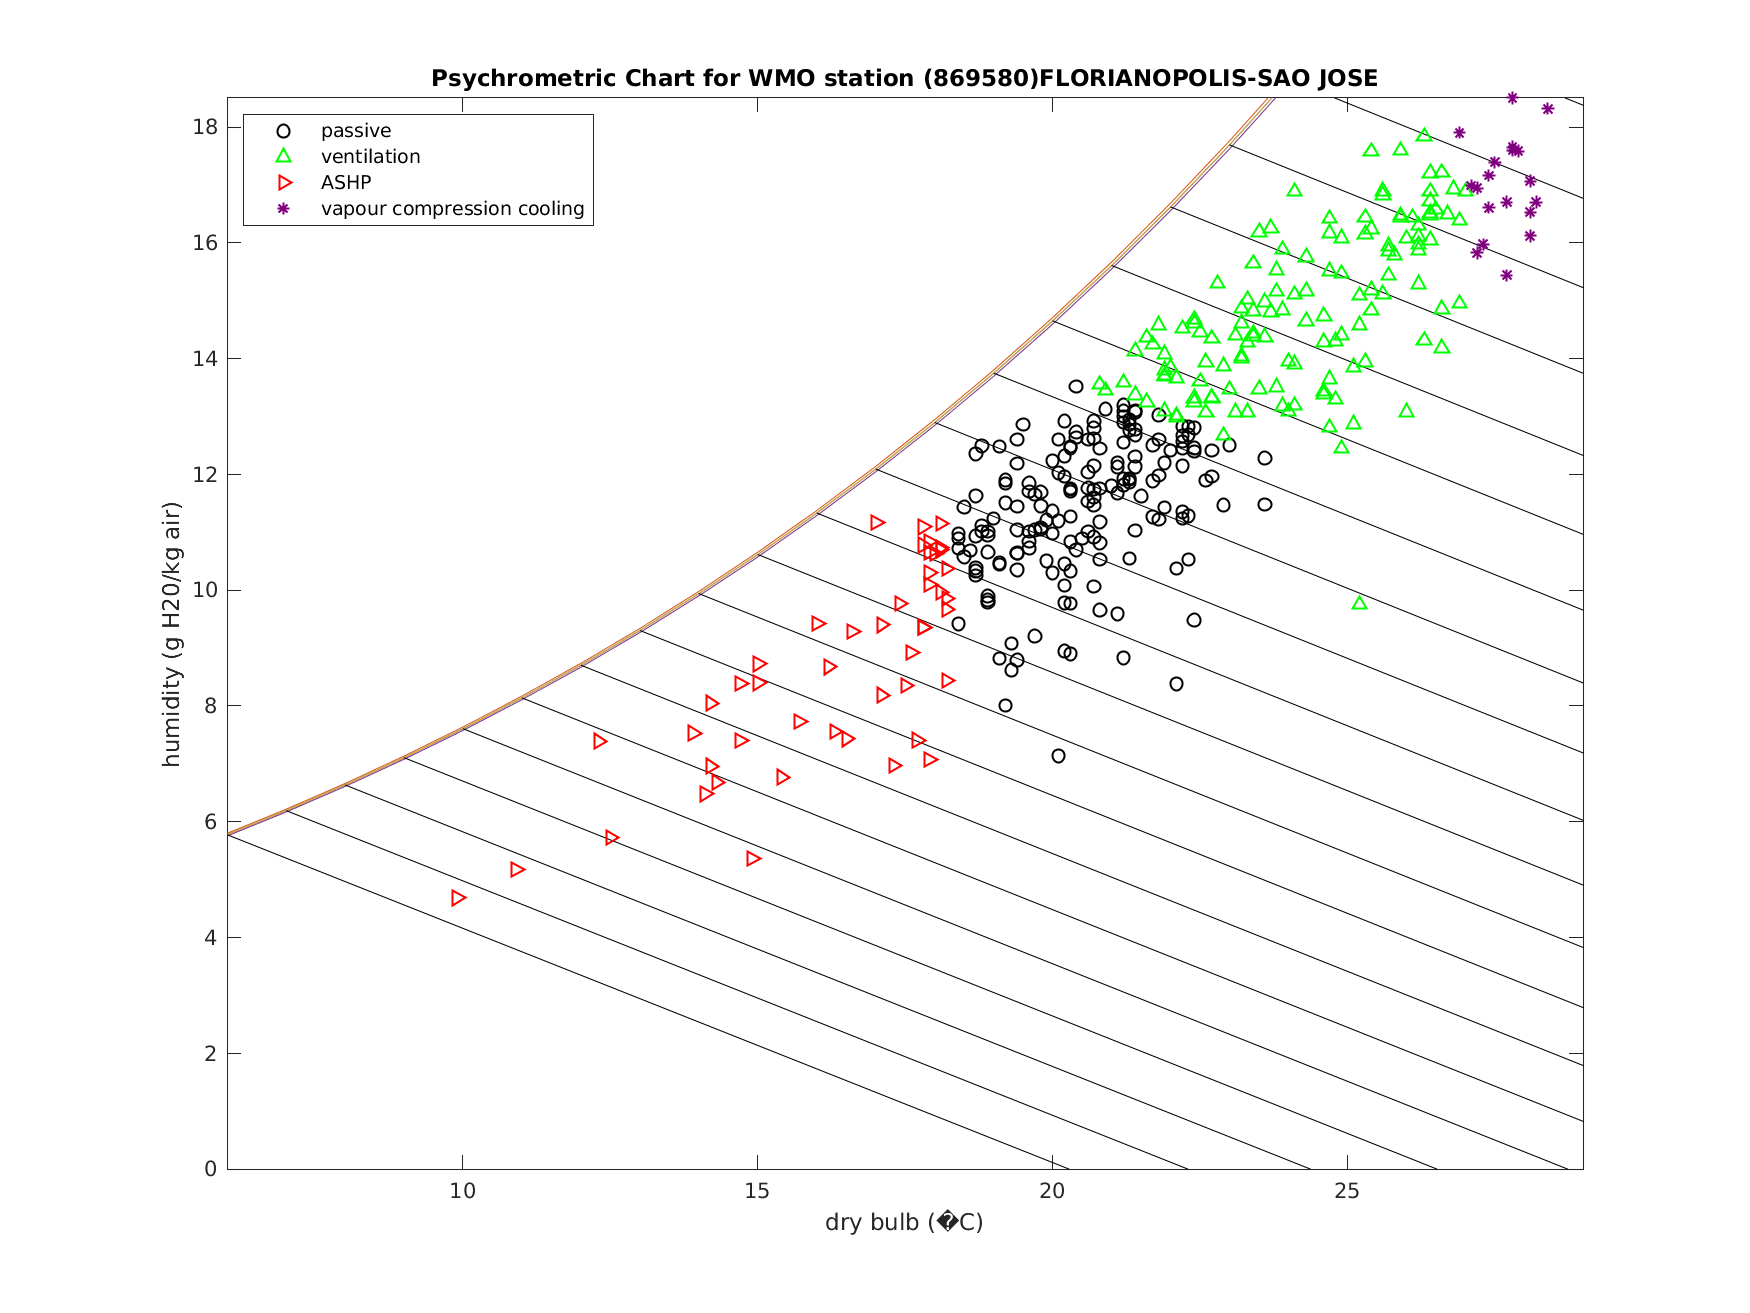 Psychrometric Chart for WMO station (869580)FLORIANOPOLIS-SAO JOSE
passive
ventilation
ASHP
vapour compression cooling
18
16
14
12
10
8
6
4
2
0
humidity (g H20/kg air)
10
15
20
25
dry bulb (�C)